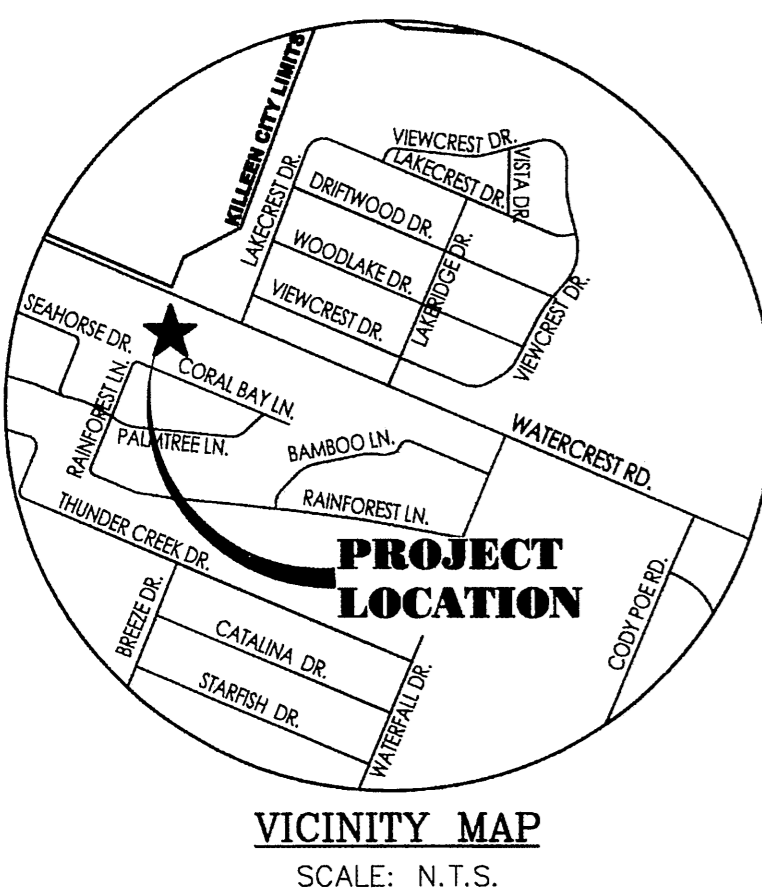 KILLEEN CITY LIMITS
VIEWCREST DR.
LAKECREST DR.
VISTA DR.
LAKECREST DR.
DRIFTWOOD DR.
WOODLAKE DR.
LAKERIDGE DR.
VIEWCREST DR.
VIEWCREST DR.
SEAHORSE DR.
CORAL BAY LN.
RAINFOREST LN.
PALMTREE LN.
BAMBOO LN.
WATERCREST RD.
RAINFOREST LN.
THUNDER CREEK DR.
PROJECT
LOCATION
BREEZE DR.
CATALINA DR.
STARFISH DR.
WATERFALL DR.
CODY POE RD.
VICINITY MAP
SCALE: N.T.S.